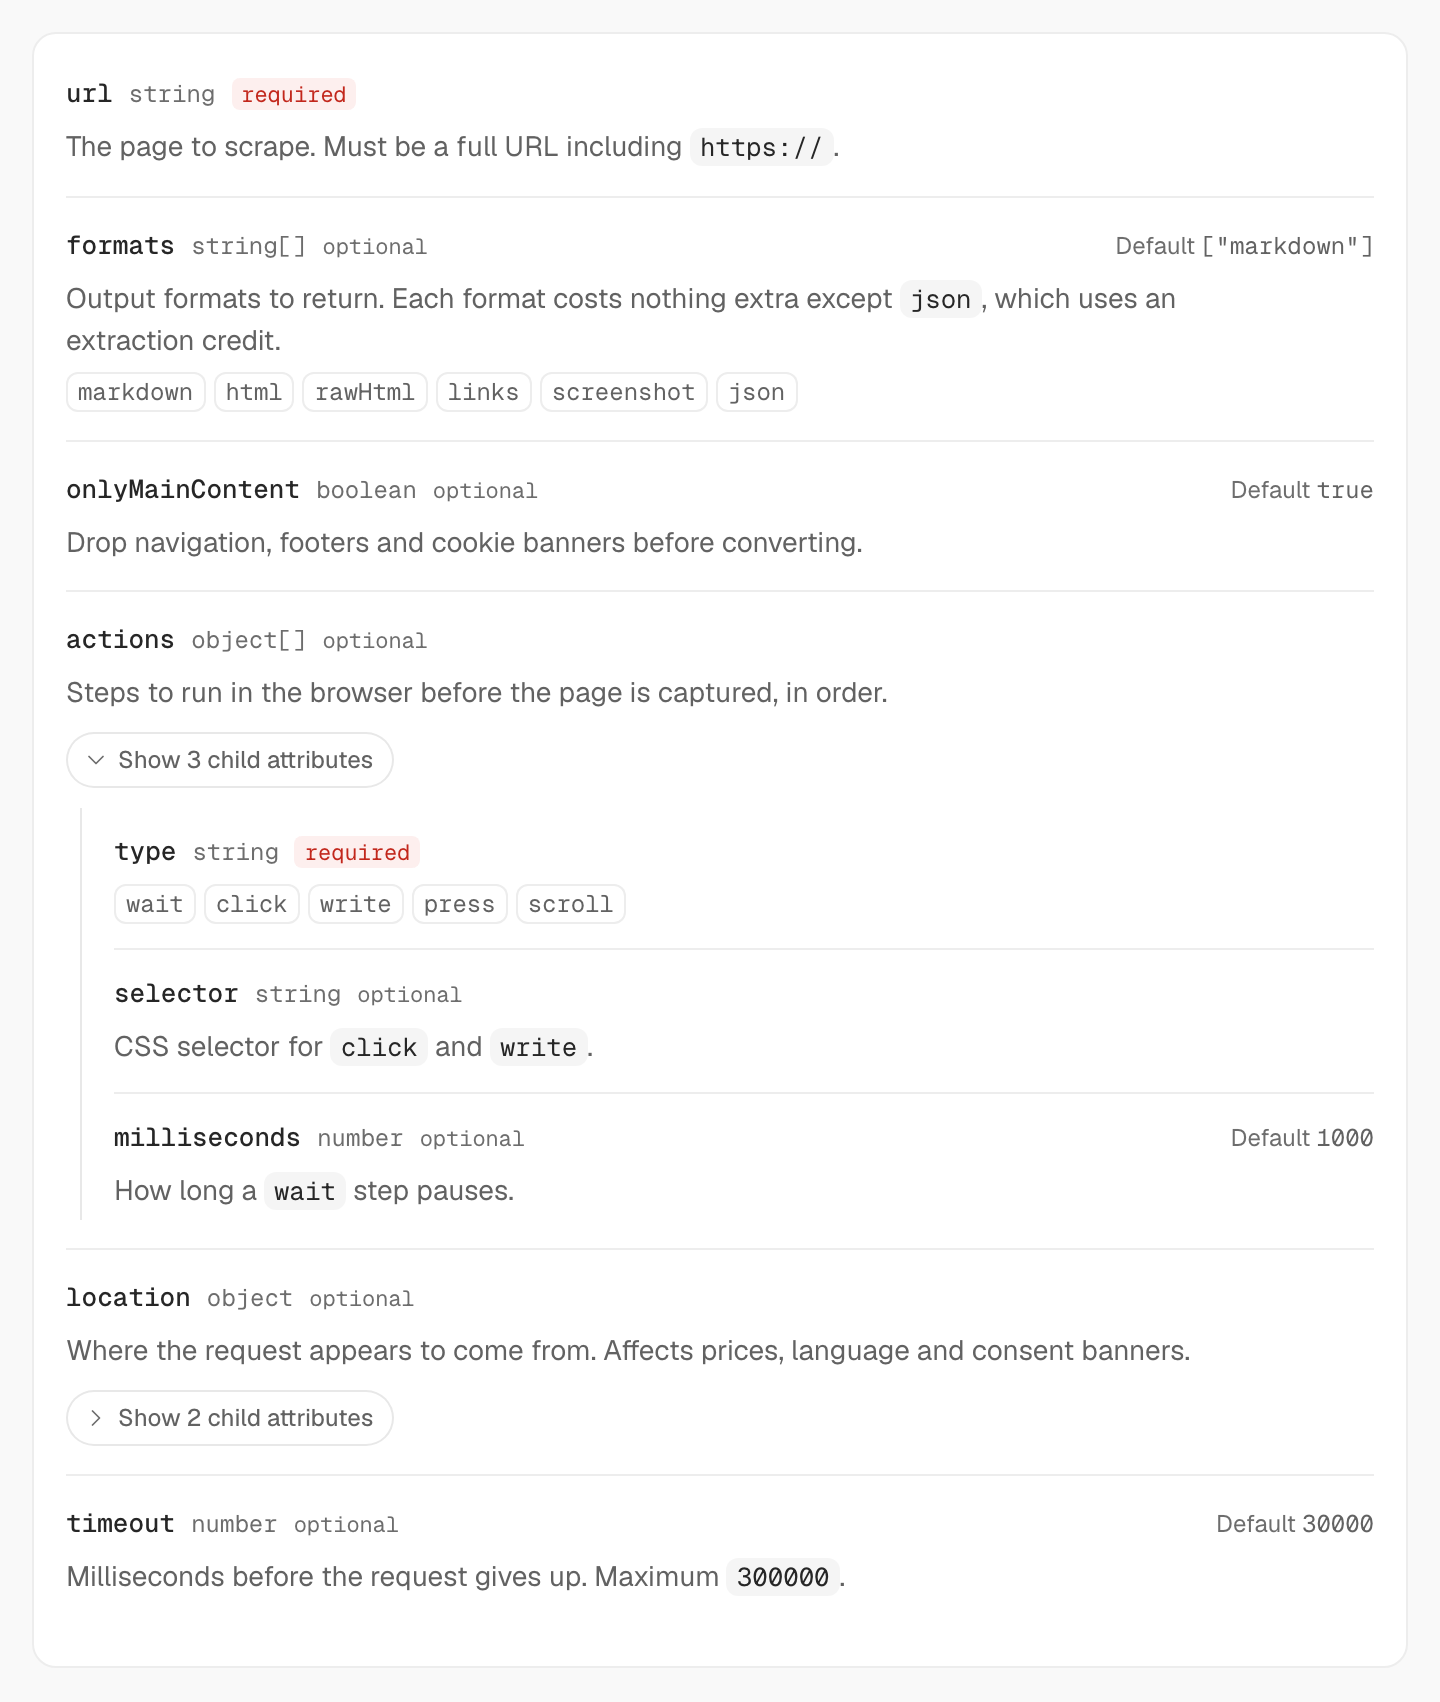 url string required
The page to scrape. Must be a full URL including https://.
formats string[] optional Default ["markdown"]
Output formats to return. Each format costs nothing extra except json, which uses an
extraction credit.
markdown html rawHtml links screenshot json
onlyMainContent boolean optional Default true
Drop navigation, footers and cookie banners before converting.
actions object[] optional
Steps to run in the browser before the page is captured, in order.
Show 3 child attributes
type string required
wait click write press scroll
selector string optional
CSS selector for click and write.
milliseconds number optional Default 1000
How long a wait step pauses.
location object optional
Where the request appears to come from. Affects prices, language and consent banners.
Show 2 child attributes
timeout number optional Default 30000
Milliseconds before the request gives up. Maximum 300000.